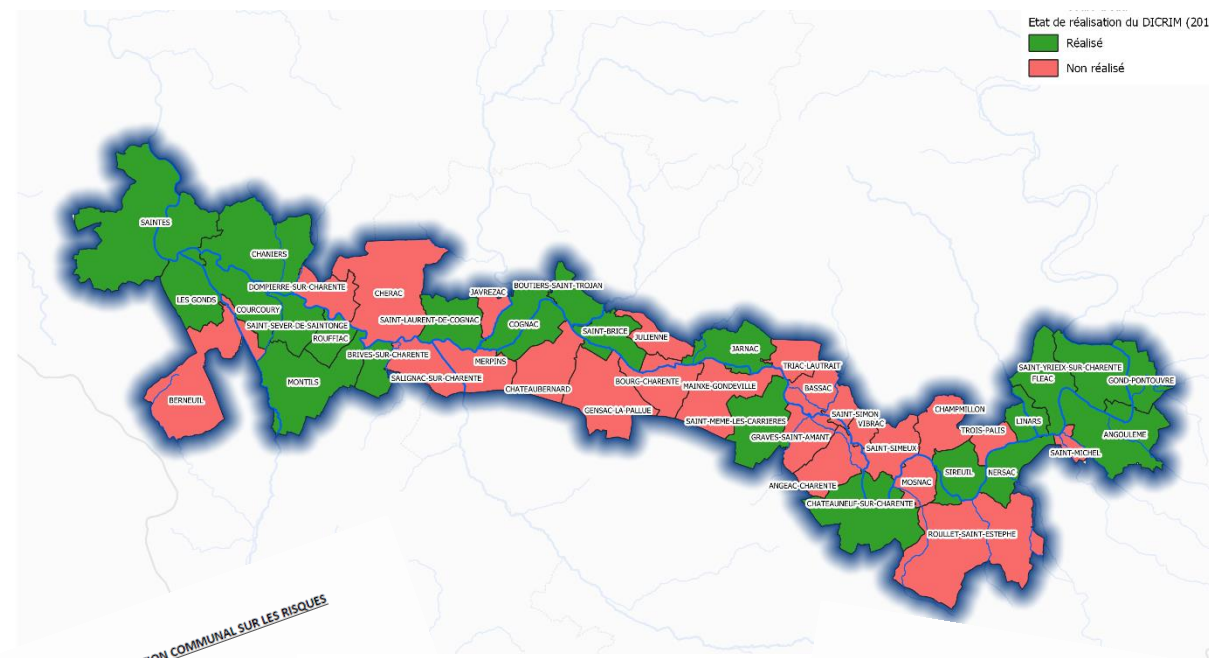 Etat de réalisation du DICRIM (201
Réalisé
Non réalisé
SAINTES
CHANIERS
DOMPIERRE-SUR-CHARENTE
CHERAC
LES GONDS
COURCOURY
SAINT-SEVER-DE-SAINTONGE
ROUFFIAC
MONTILS
BERNEUIL
BRIVES-SUR-CHARENTE
SALIGNAC-SUR-CHARENTE
SAINT-LAURENT-DE-COGNAC
JAVREZAC
BOUTIERS-SAINT-TROJAN
COGNAC
MERPINS
CHATEAUBERNARD
SAINT-BRICE
JULIENNE
BOURG-CHARENTE
GENSAC-LA-PALLUE
JARNAC
MAINXE-GONDEVILLE
SAINT-MEME-LES-CARRIERES
TRIAC-LAUTRAIT
BASSAC
SAINT-SIMON
VIBRAC
GRAVES-SAINT-AMANT
ANGEAC-CHARENTE
SAINT-SIMEUX
CHATEAUNEUF-SUR-CHARENTE
MOSNAC
CHAMPMILLON
TROIS-PALIS
SIREUIL
NERSAC
ROULLET-SAINT-ESTEPHE
LINARS
FLEAC
SAINT-YRIEIX-SUR-CHARENTE
GOND-PONTOUVRE
ANGOULEME
SAINT-MICHEL
ON COMMUNAL SUR LES RISQUES